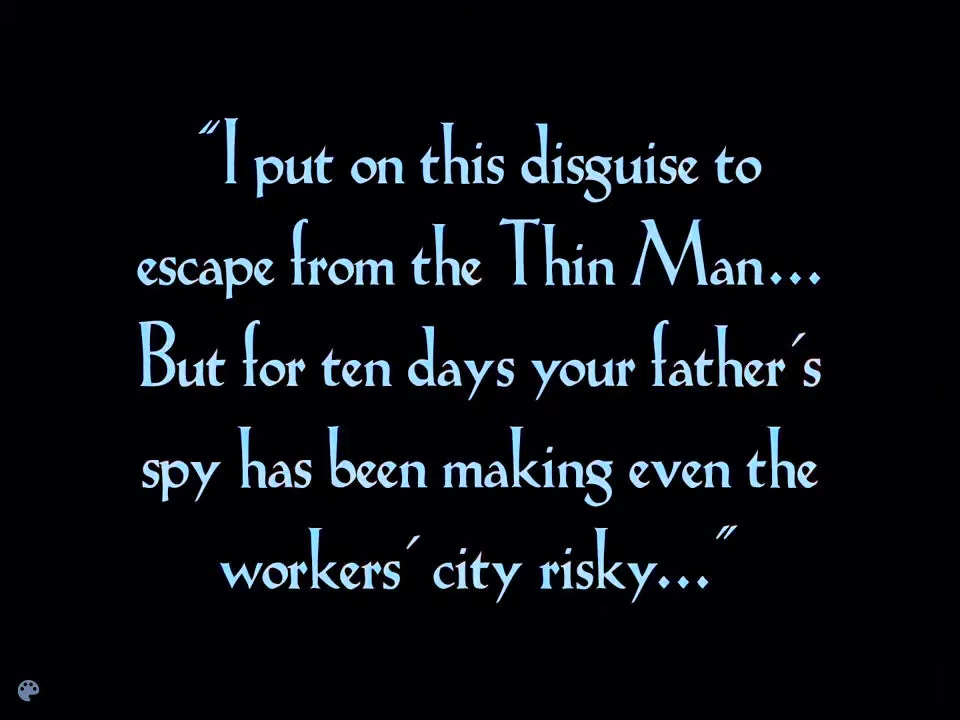 "I put on this disguise to
escape from the Thin Man...
But for ten days your father's
spy has been making even the
workers' city risky..."